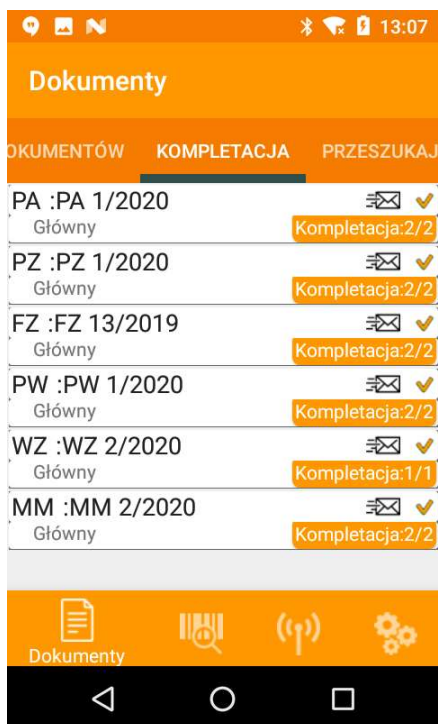 13:07
Dokumenty
OKUMENTÓW KOMPLETACJA PRZESZUKAJ
PA :PA 1/2020
Główny Kompletacja:2/2
PZ :PZ 1/2020
Główny Kompletacja:2/2
FZ :FZ 13/2019
Główny Kompletacja:2/2
PW :PW 1/2020
Główny Kompletacja:2/2
WZ :WZ 2/2020
Główny Kompletacja:1/1
MM :MM 2/2020
Główny Kompletacja:2/2
Dokumenty